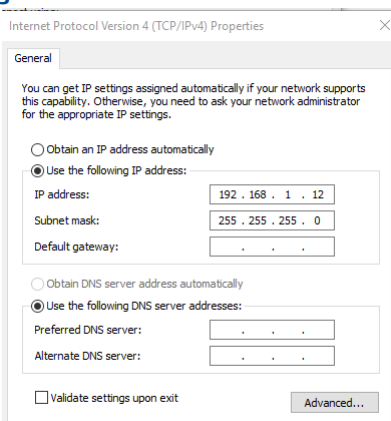 Internet Protocol Version 4 (TCP/IPv4) Properties
General
You can get IP settings assigned automatically if your network supports
this capability. Otherwise, you need to ask your network administrator
for the appropriate IP settings.
Obtain an IP address automatically
Use the following IP address:
IP address: 192 . 168 . 1 . 12
Subnet mask: 255 . 255 . 255 . 0
Default gateway: . . .
Obtain DNS server address automatically
Use the following DNS server addresses:
Preferred DNS server: . . .
Alternate DNS server: . . .
Validate settings upon exit
Advanced...